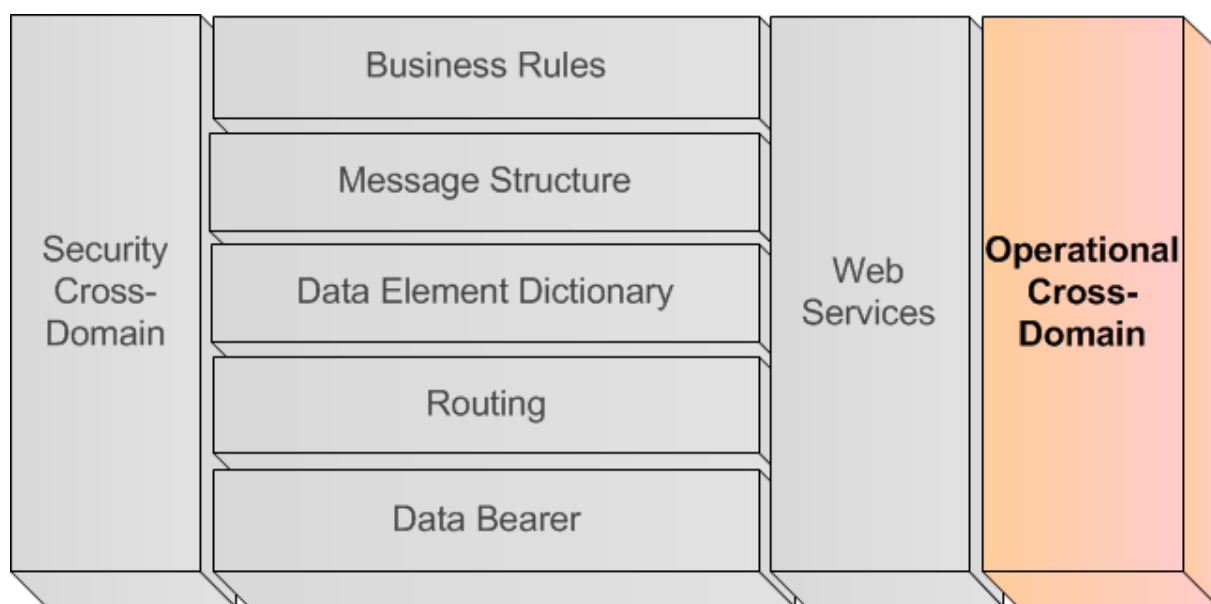 Security
Cross-
Domain
Business Rules
Message Structure
Data Element Dictionary
Routing
Data Bearer
Web
Services
Operational
Cross-
Domain